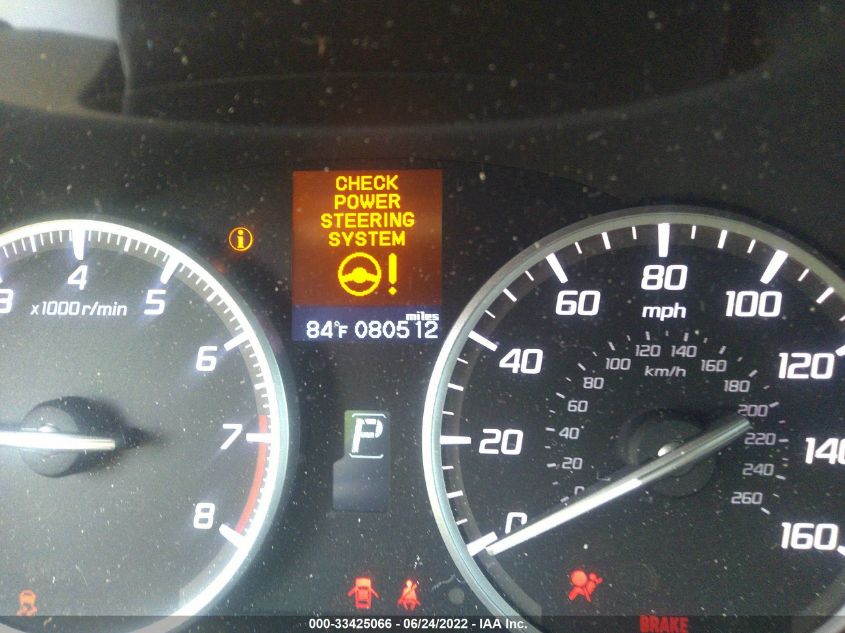 CHECK
POWER
STEERING
SYSTEM
!
miles
84°F 080512
3 4 5 6 7 8
x1000r/min
P
0 20 40 60 80 100 120 140 160
mph
0 20 40 60 80 100 120 140 160 180 200 220 240 260
km/h
BRAKE
000-33425066 - 06/24/2022 - IAA Inc.